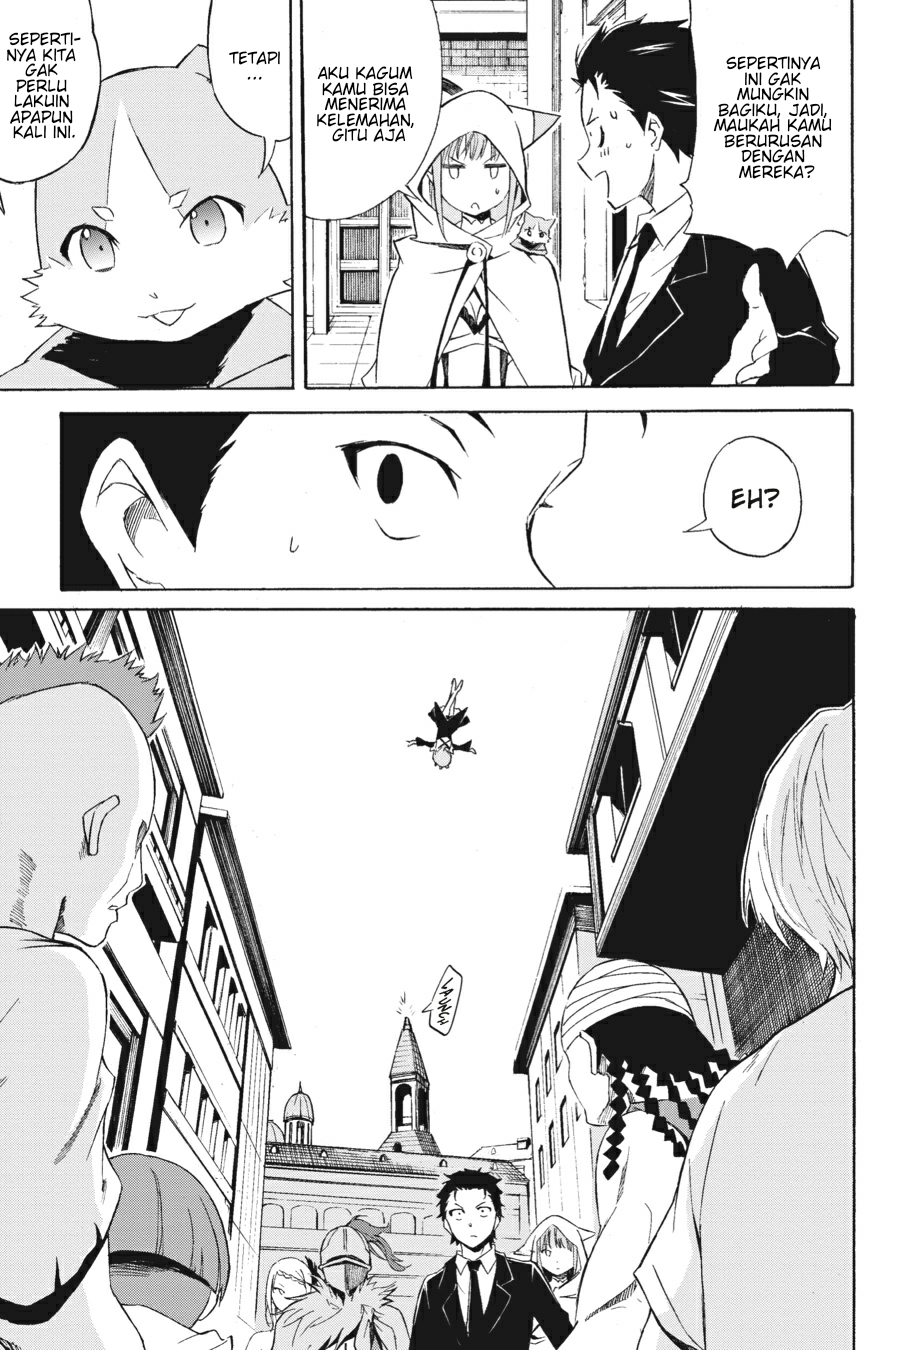 SEPERTINYA
INI GAK
MUNGKIN
BAGIKU, JADI,
MAUKAH KAMU
BERURUSAN
DENGAN
MEREKA?
AKU KAGUM
KAMU BISA
MENERIMA
KELEMAHAN,
GITU AJA
TETAPI
...
SEPERTI-
NYA KITA
GAK
PERLU
LAKUIN
APAPUN
KALI INI.
EH?